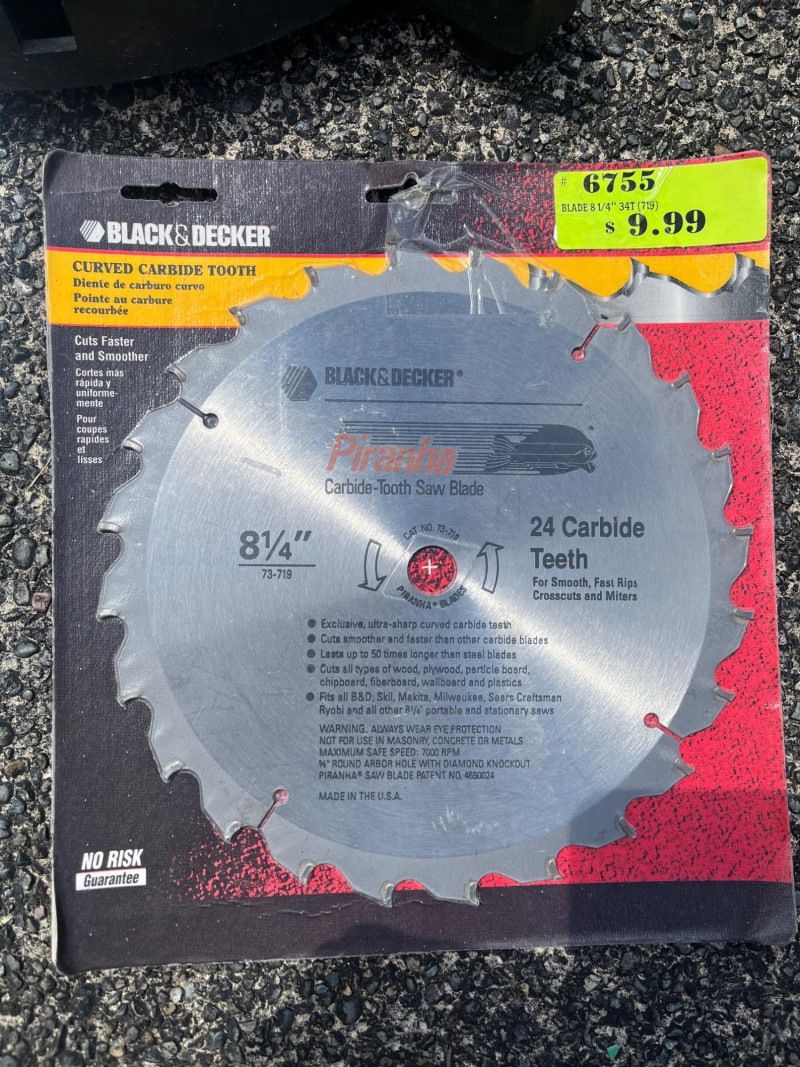 # 6755
BLADE 8 1/4" 34T (719)
$ 9.99
BLACK&DECKER
CURVED CARBIDE TOOTH
Diente de carburo curvo
Pointe au carbure
recourbée
Cuts Faster
and Smoother
Cortes más
rápida y
uniforme-
mente
Pour
coupes
rapides
et
lisses
BLACK&DECKER®
Piranha®
Carbide-Tooth Saw Blade
8¼"
73-719
CAT NO. 73-719
PIRANHA® BLADES
24 Carbide
Teeth
For Smooth, Fast Rips
Crosscuts and Miters
● Exclusive, ultra-sharp curved carbide teeth
● Cuts smoother and faster than other carbide blades
● Lasts up to 50 times longer than steel blades
● Cuts all types of wood, plywood, particle board,
chipboard, fiberboard, wallboard and plastics
● Fits all B&D, Skil, Makita, Milwaukee, Sears Craftsman
Ryobi and all other 8¼" portable and stationary saws
WARNING. ALWAYS WEAR EYE PROTECTION
NOT FOR USE IN MASONRY, CONCRETE OR METALS
MAXIMUM SAFE SPEED: 7000 RPM
⅝" ROUND ARBOR HOLE WITH DIAMOND KNOCKOUT
PIRANHA® SAW BLADE PATENT NO. 4690024
MADE IN THE U.S.A.
NO RISK
Guarantee